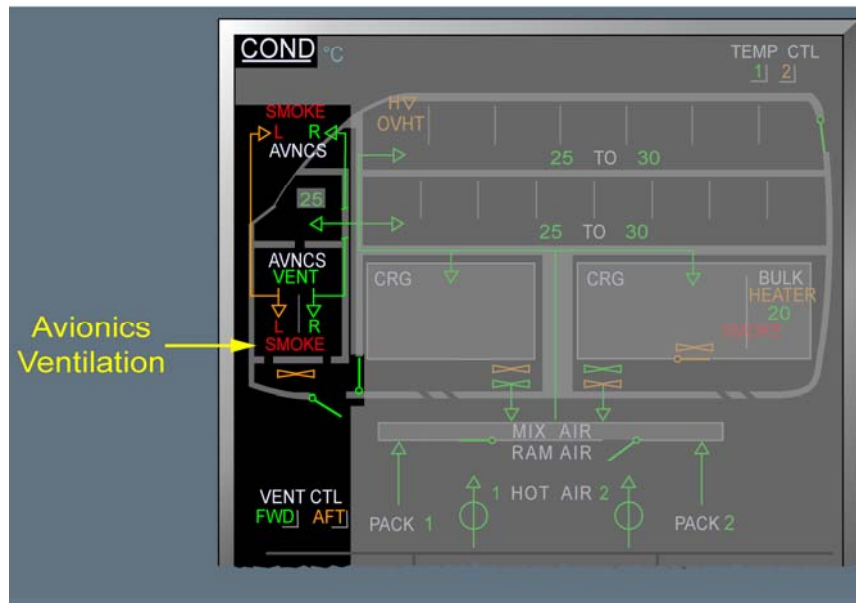 COND °C
TEMP CTL
1 2
SMOKE
L R
AVNCS
H
OVHT
25 TO 30
25
25 TO 30
AVNCS
VENT
L R
SMOKE
CRG
CRG
BULK
HEATER
20
SMOKE
Avionics
Ventilation
MIX AIR
RAM AIR
VENT CTL
FWD AFT
1 HOT AIR 2
PACK 1
PACK 2